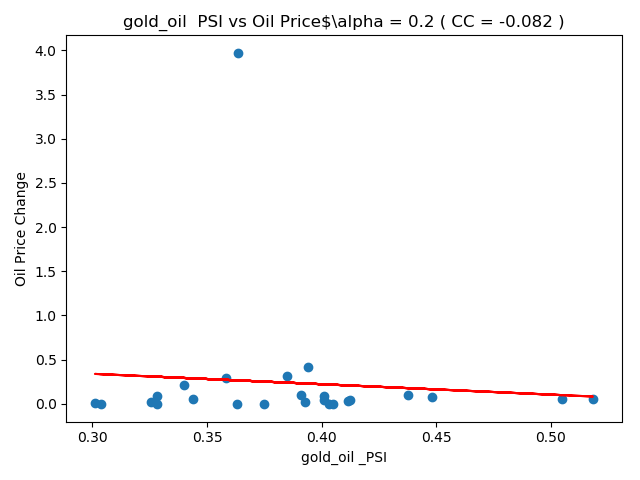 gold_oil  PSI vs Oil Price$\alpha = 0.2 ( CC = -0.082 )
4.0
3.5
3.0
2.5
2.0
1.5
1.0
0.5
0.0
Oil Price Change
0.30 0.35 0.40 0.45 0.50
gold_oil _PSI